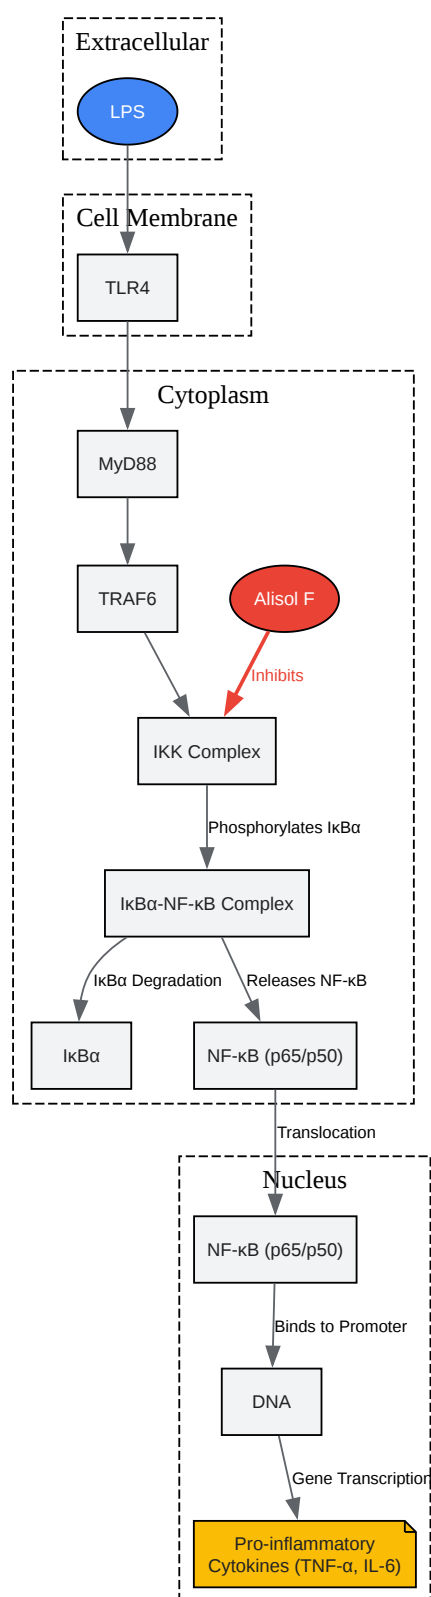 Extracellular
LPS
Cell Membrane
TLR4
Cytoplasm
MyD88
TRAF6
Alisol F
Inhibits
IKK Complex
Phosphorylates IκBα
IκBα-NF-κB Complex
IκBα Degradation
Releases NF-κB
IκBα
NF-κB (p65/p50)
Translocation
Nucleus
NF-κB (p65/p50)
Binds to Promoter
DNA
Gene Transcription
Pro-inflammatory
Cytokines (TNF-α, IL-6)